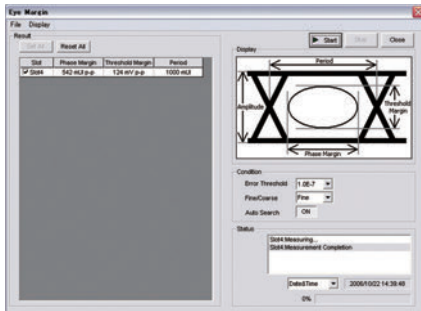 Eye Margin
File Display
Result
Set All Reset All
Start Stop Close
Slot Phase Margin Threshold Margin Period
Slot4 542 mUI p-p 124 mV p-p 1000 mUI
Display
Period
Amplitude
Threshold
Margin
Phase Margin
Condition
Error Threshold 1.0E-7
Fine/Coarse Fine
Auto Search ON
Status
Slot4:Measuring...
Slot4:Measurement Completion
Date&Time 2006/10/22 14:39:48
0%